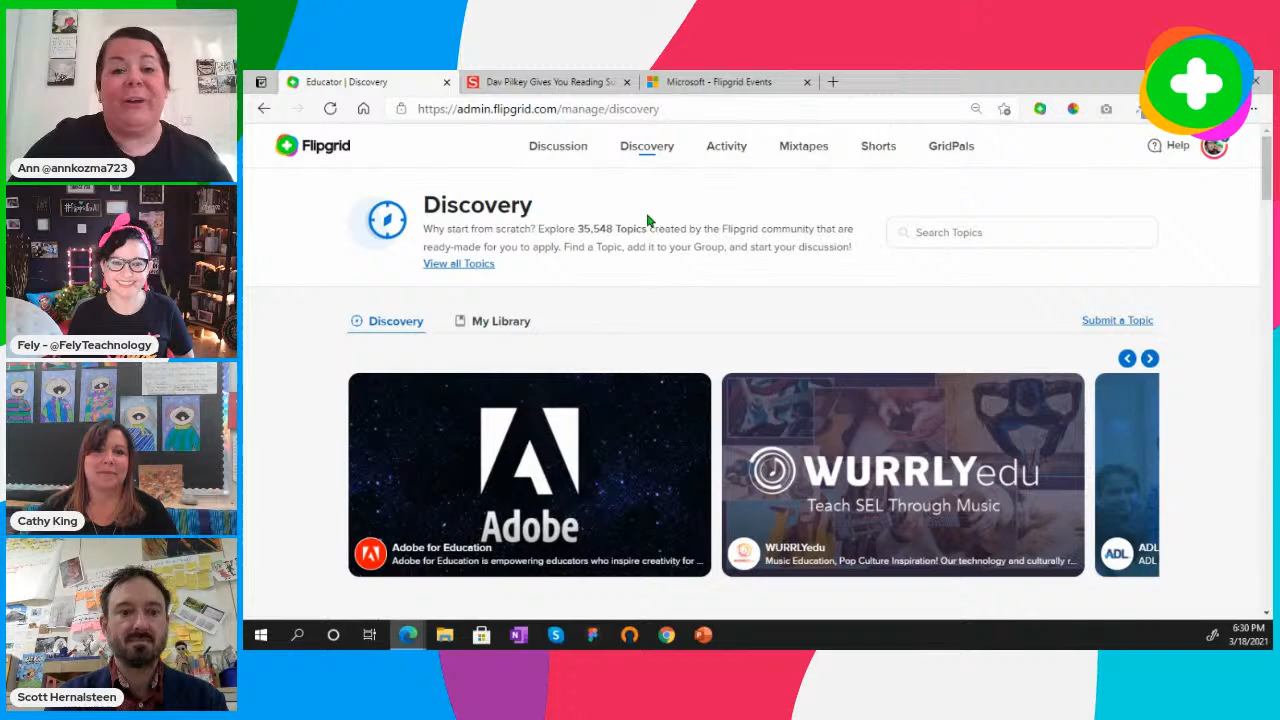 Ann @annkozma723
Fely - @FelyTeachnology
Cathy King
Scott Hernalsteen
Educator | Discovery
Dav Pilkey Gives You Reading Su
Microsoft - Flipgrid Events
https://admin.flipgrid.com/manage/discovery
Flipgrid
Discussion
Discovery
Activity
Mixtapes
Shorts
GridPals
Help
Discovery
Why start from scratch? Explore 35,548 Topics created by the Flipgrid community that are
ready-made for you to apply. Find a Topic, add it to your Group, and start your discussion!
View all Topics
Search Topics
Discovery
My Library
Submit a Topic
Adobe
Adobe for Education
Adobe for Education is empowering educators who inspire creativity for ...
WURRLYedu
Teach SEL Through Music
WURRLYedu
Music Education, Pop Culture Inspiration! Our technology and culturally r...
ADL
ADL
ADL
6:30 PM
3/18/2021